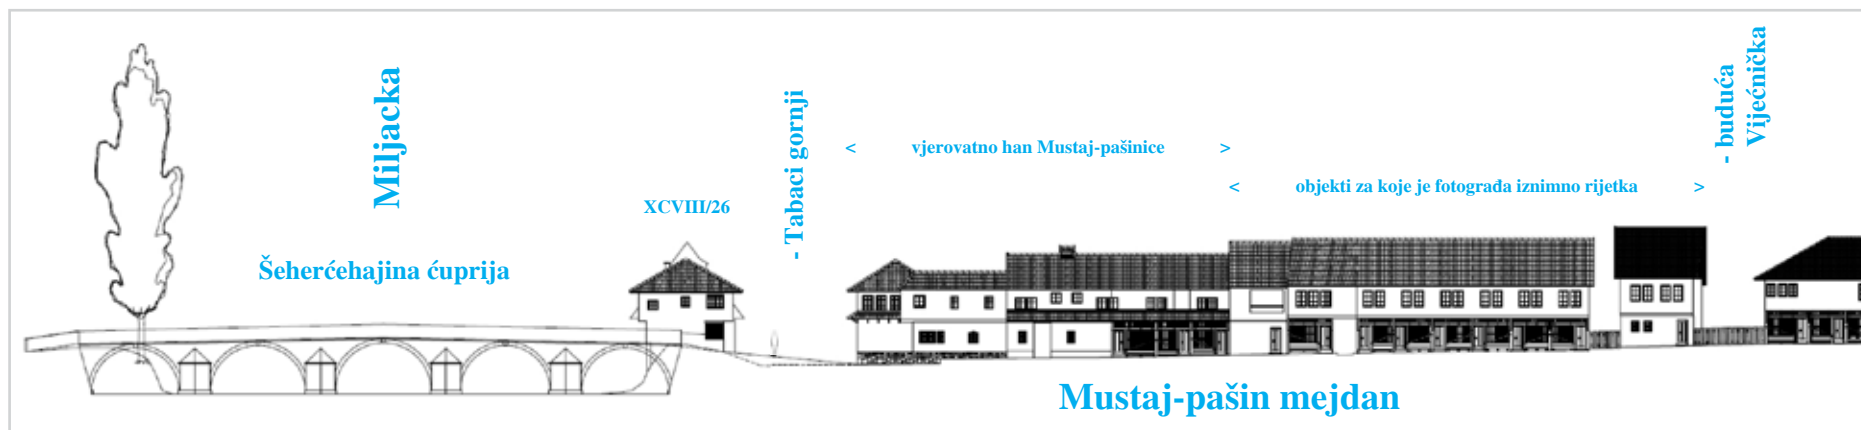 Miljacka
Šeherćehajina ćuprija
XCVIII/26
- Tabaci gornji
< vjerovatno han Mustaj-pašinice >
< objekti za koje je fotograđa iznimno rijetka >
- buduća
Vijećnička
Mustaj-pašin mejdan